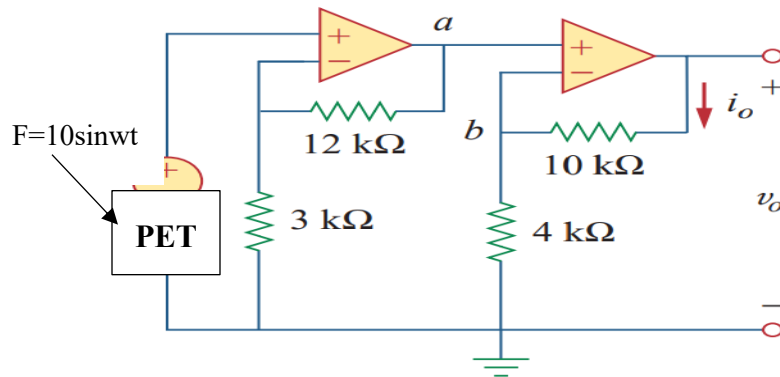 a
+
−
+
−
i_o
+
b
12 kΩ
10 kΩ
F=10sinwt
+
PET
3 kΩ
4 kΩ
v_o
−